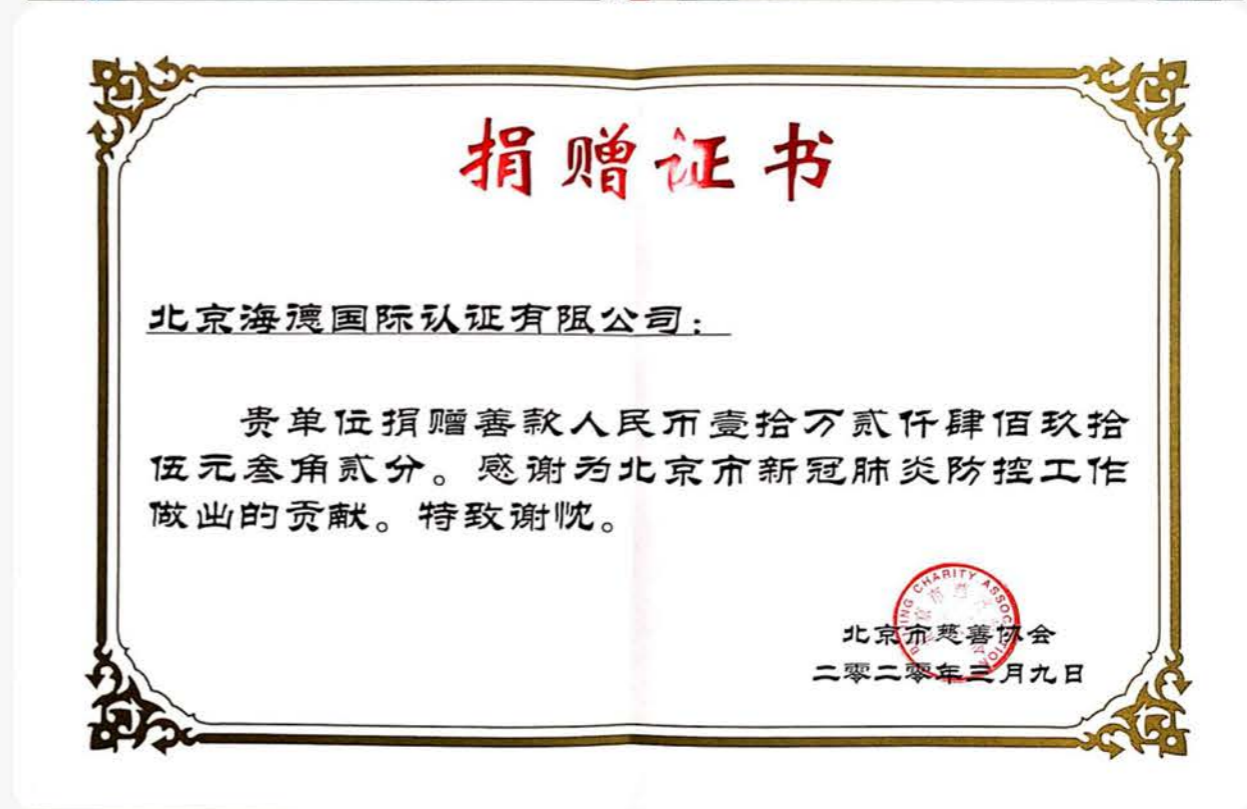 捐赠证书
北京海德国际认证有限公司:
贵单位捐赠善款人民币壹拾万贰仟肆佰玖拾
伍元叁角贰分。感谢为北京市新冠肺炎防控工作
做出的贡献。特致谢忱。
BEIJING CHARITY ASSOCIATION
北京市慈善协会
二零二零年三月九日